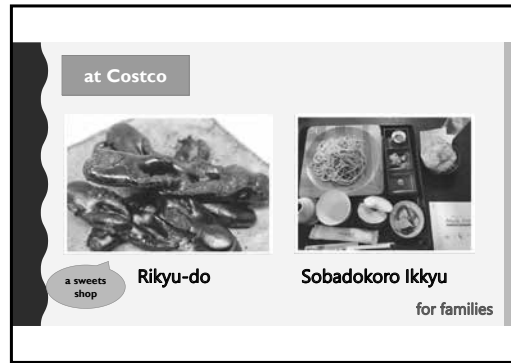 at Costco
a sweets
shop
Rikyu-do
Sobadokoro Ikkyu
for families